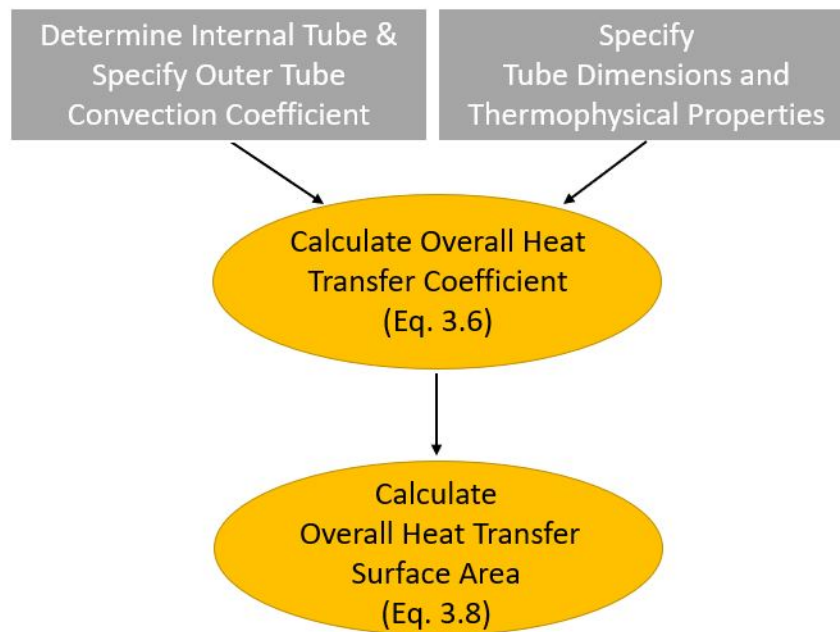 Determine Internal Tube &
Specify Outer Tube
Convection Coefficient
Specify
Tube Dimensions and
Thermophysical Properties
Calculate Overall Heat
Transfer Coefficient
(Eq. 3.6)
Calculate
Overall Heat Transfer
Surface Area
(Eq. 3.8)